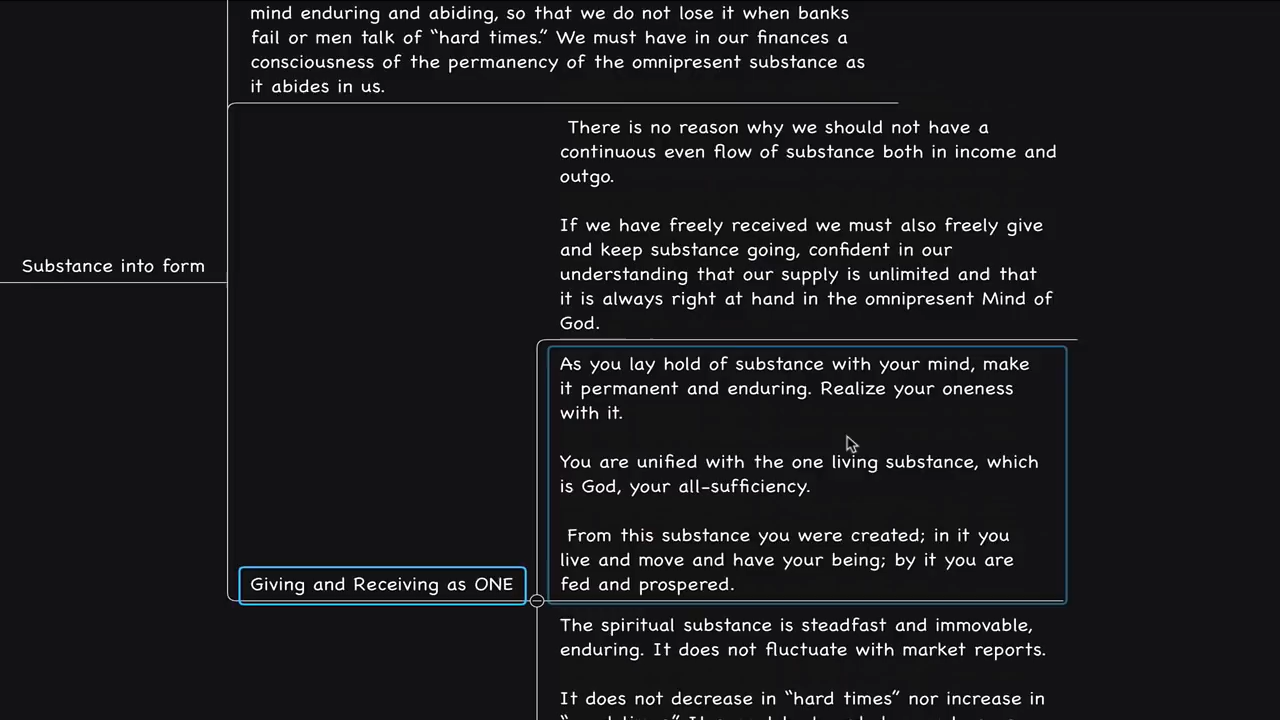 mind enduring and abiding, so that we do not lose it when banks
fail or men talk of “hard times.” We must have in our finances a
consciousness of the permanency of the omnipresent substance as
it abides in us.
There is no reason why we should not have a
continuous even flow of substance both in income and
outgo.
If we have freely received we must also freely give
and keep substance going, confident in our
understanding that our supply is unlimited and that
it is always right at hand in the omnipresent Mind of
God.
Substance into form
As you lay hold of substance with your mind, make
it permanent and enduring. Realize your oneness
with it.
You are unified with the one living substance, which
is God, your all-sufficiency.
From this substance you were created; in it you
live and move and have your being; by it you are
fed and prospered.
Giving and Receiving as ONE
The spiritual substance is steadfast and immovable,
enduring. It does not fluctuate with market reports.
It does not decrease in “hard times” nor increase in